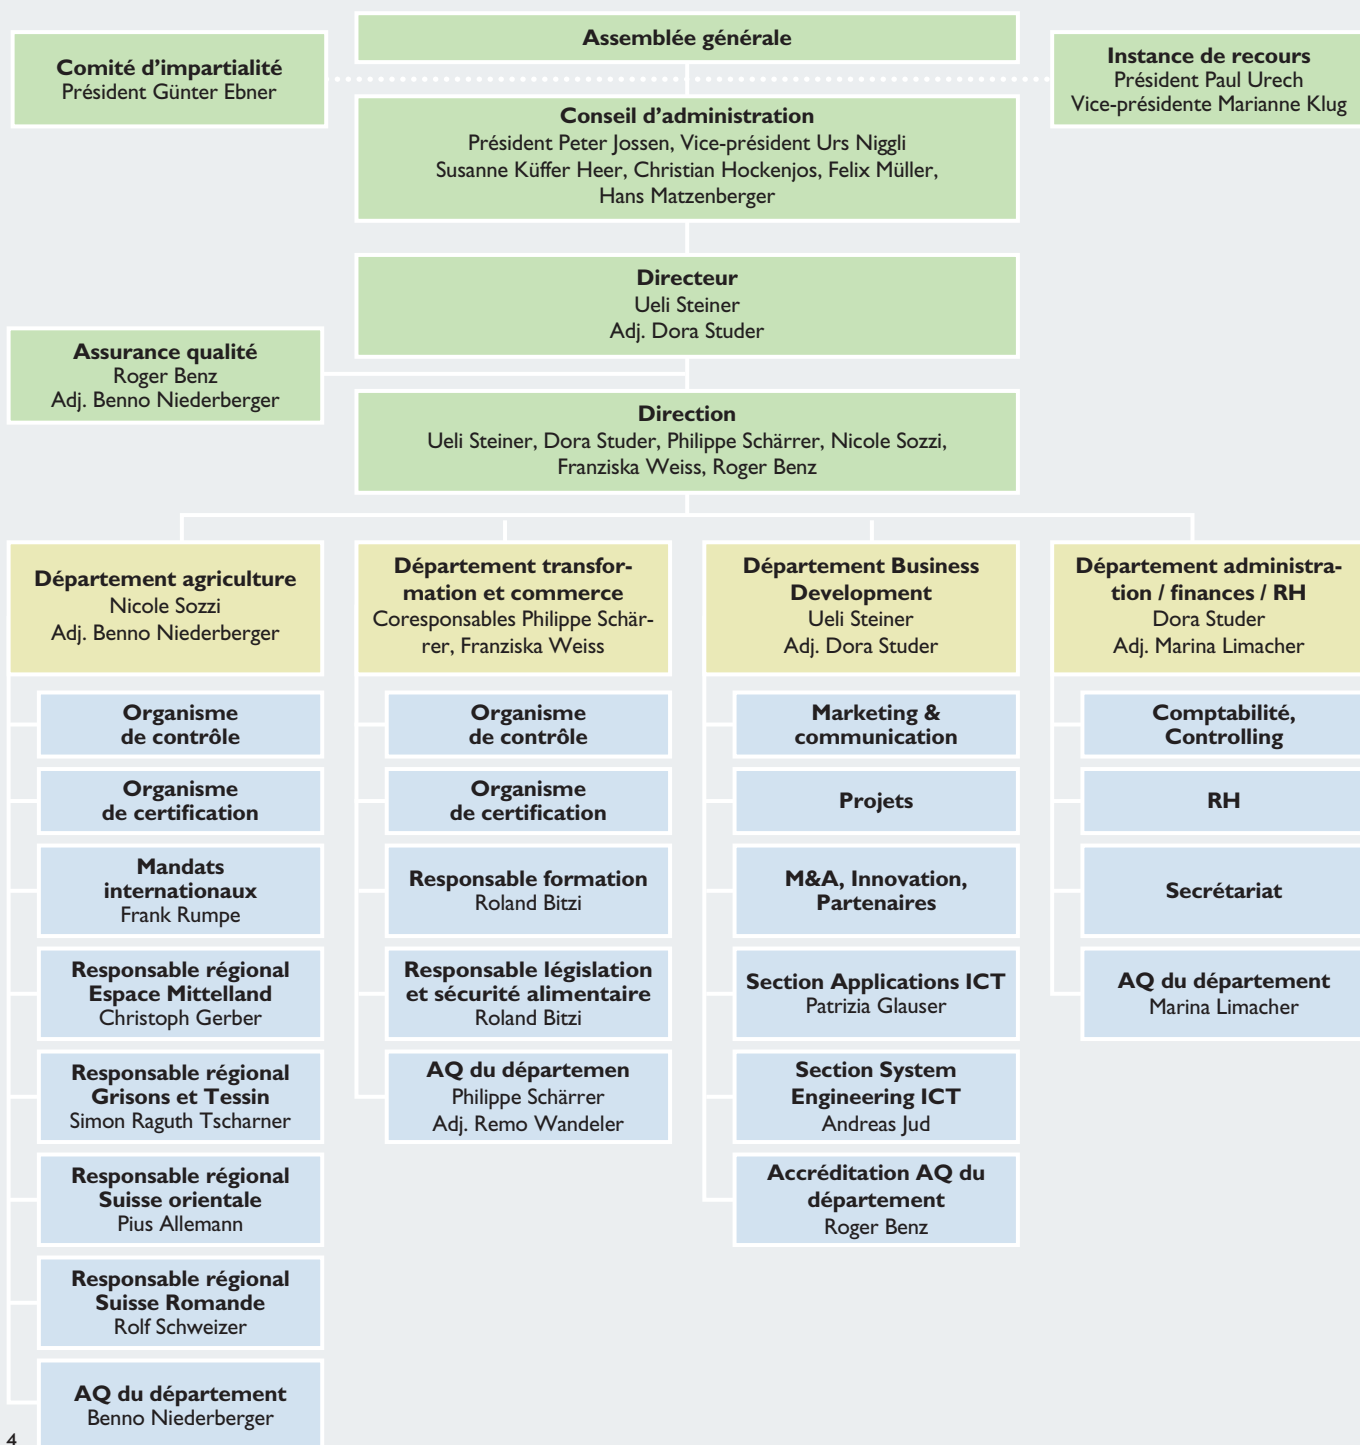 Assemblée générale
Comité d'impartialité
Président Günter Ebner
Instance de recours
Président Paul Urech
Vice-présidente Marianne Klug
Conseil d'administration
Président Peter Jossen, Vice-président Urs Niggli
Susanne Küffer Heer, Christian Hockenjos, Felix Müller,
Hans Matzenberger
Directeur
Ueli Steiner
Adj. Dora Studer
Assurance qualité
Roger Benz
Adj. Benno Niederberger
Direction
Ueli Steiner, Dora Studer, Philippe Schärrer, Nicole Sozzi,
Franziska Weiss, Roger Benz
Département agriculture
Nicole Sozzi
Adj. Benno Niederberger
Organisme
de contrôle
Organisme
de certification
Mandats
internationaux
Frank Rumpe
Responsable régional
Espace Mittelland
Christoph Gerber
Responsable régional
Grisons et Tessin
Simon Raguth Tscharner
Responsable régional
Suisse orientale
Pius Allemann
Responsable régional
Suisse Romande
Rolf Schweizer
AQ du département
Benno Niederberger
Département transfor-
mation et commerce
Coresponsables Philippe Schär-
rer, Franziska Weiss
Organisme
de contrôle
Organisme
de certification
Responsable formation
Roland Bitzi
Responsable législation
et sécurité alimentaire
Roland Bitzi
AQ du départemen
Philippe Schärrer
Adj. Remo Wandeler
Département Business
Development
Ueli Steiner
Adj. Dora Studer
Marketing &
communication
Projets
M&A, Innovation,
Partenaires
Section Applications ICT
Patrizia Glauser
Section System
Engineering ICT
Andreas Jud
Accréditation AQ du
département
Roger Benz
Département administra-
tion / finances / RH
Dora Studer
Adj. Marina Limacher
Comptabilité,
Controlling
RH
Secrétariat
AQ du département
Marina Limacher
4